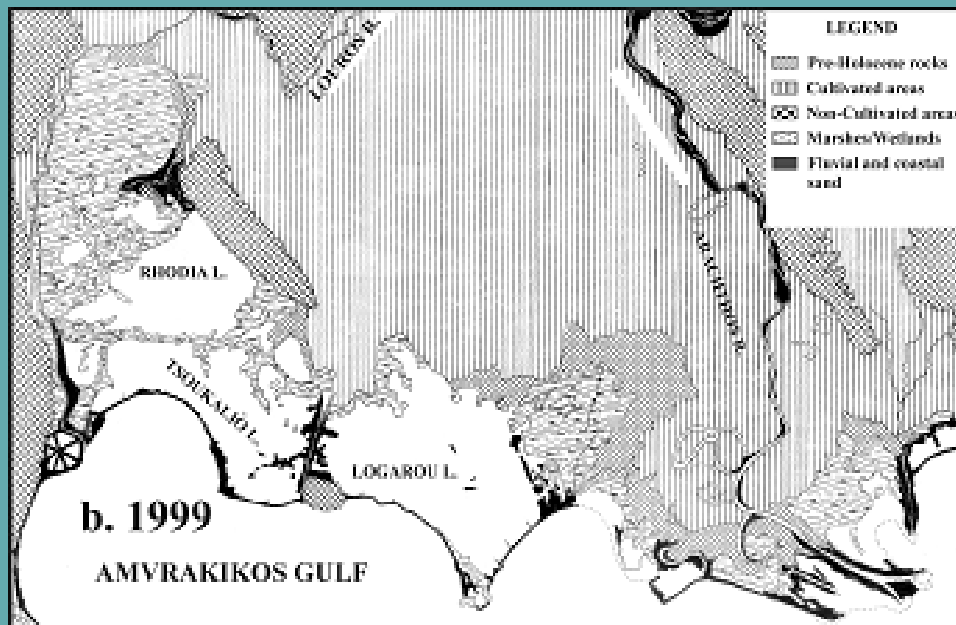 LEGEND
Pre-Holocene rocks
Cultivated areas
Non-Cultivated areas
Marshes/Wetlands
Fluvial and coastal
sand
LOUROS R.
ARACHTHOS R.
RHODIA L.
TSOUKALIO L.
LOGAROU L.
b. 1999
AMVRAKIKOS GULF